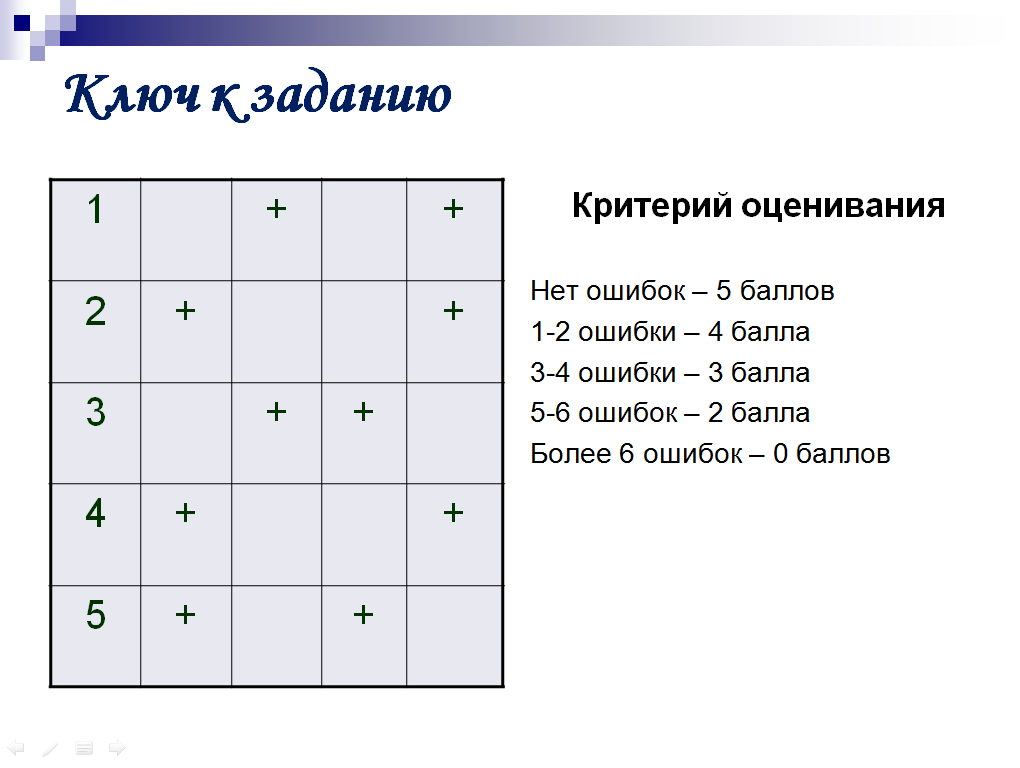 Ключ к заданию
1 + +
2 + +
3 + +
4 + +
5 + +
Критерий оценивания
Нет ошибок – 5 баллов
1-2 ошибки – 4 балла
3-4 ошибки – 3 балла
5-6 ошибок – 2 балла
Более 6 ошибок – 0 баллов